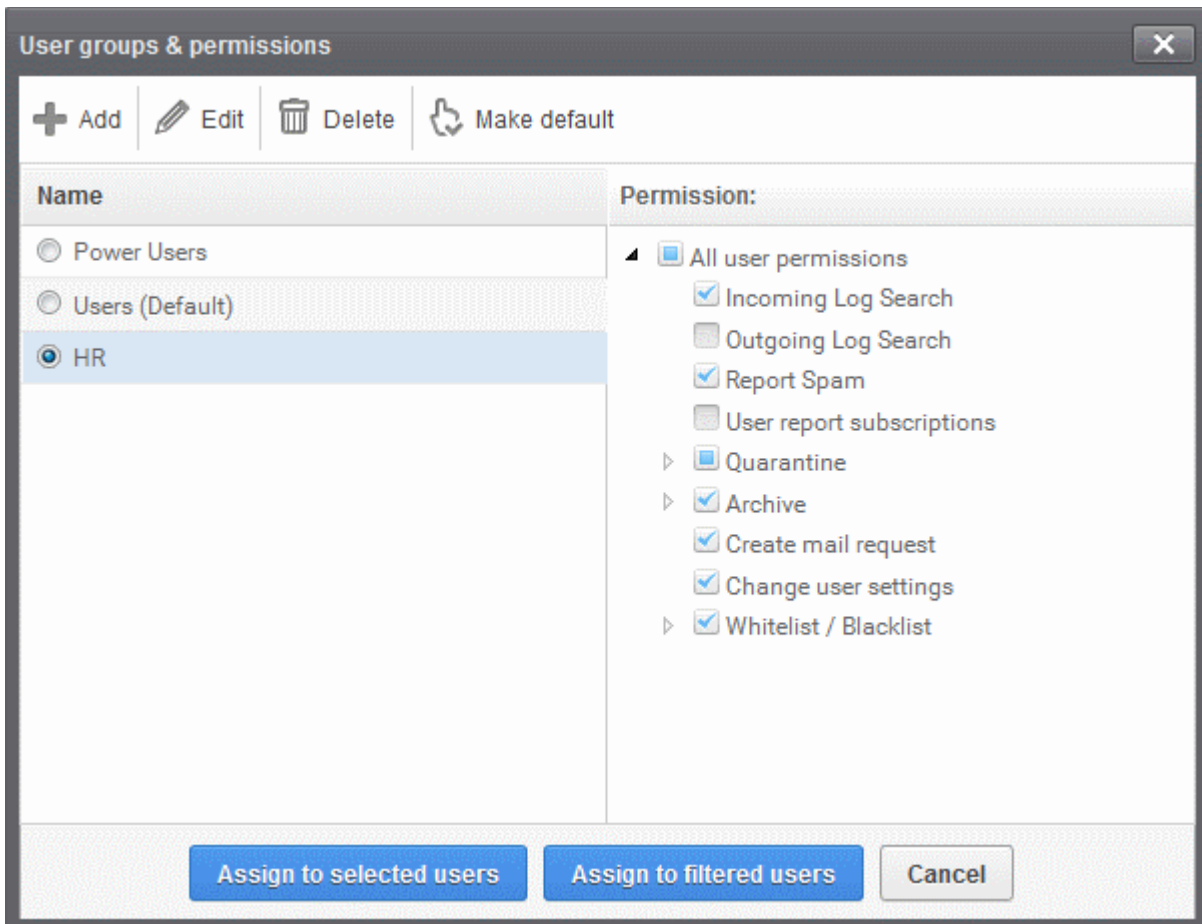 User groups & permissions
Add Edit Delete Make default
Name Permission:
Power Users
Users (Default)
HR
All user permissions
Incoming Log Search
Outgoing Log Search
Report Spam
User report subscriptions
Quarantine
Archive
Create mail request
Change user settings
Whitelist / Blacklist
Assign to selected users Assign to filtered users Cancel